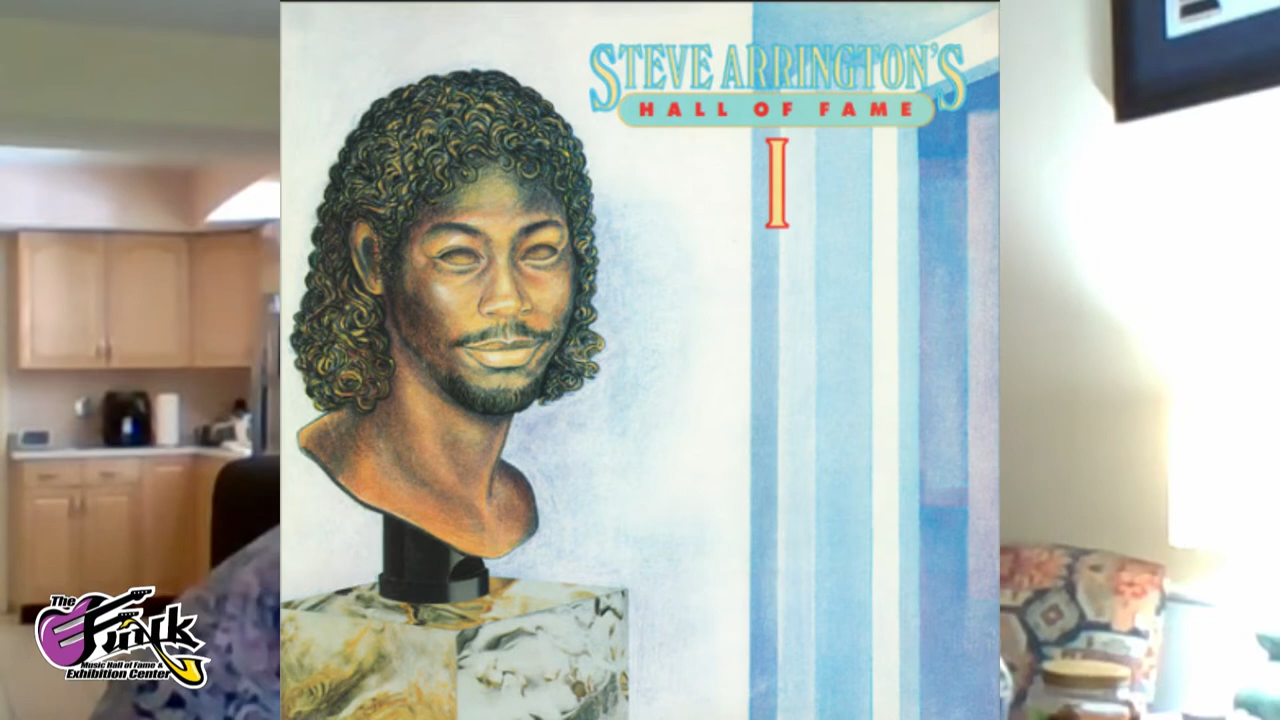 STEVE ARRINGTON'S
HALL OF FAME
I
The
Funk
Music Hall of Fame &
Exhibition Center